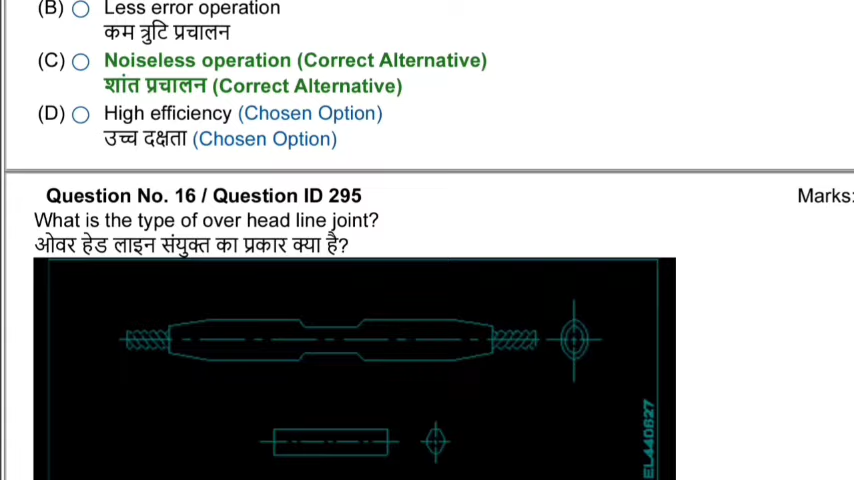 (B) Less error operation
कम त्रुटि प्रचालन
(C) Noiseless operation (Correct Alternative)
शांत प्रचालन (Correct Alternative)
(D) High efficiency (Chosen Option)
उच्च दक्षता (Chosen Option)
Question No. 16 / Question ID 295 Marks:
What is the type of over head line joint?
ओवर हेड लाइन संयुक्त का प्रकार क्या है?
EL440627